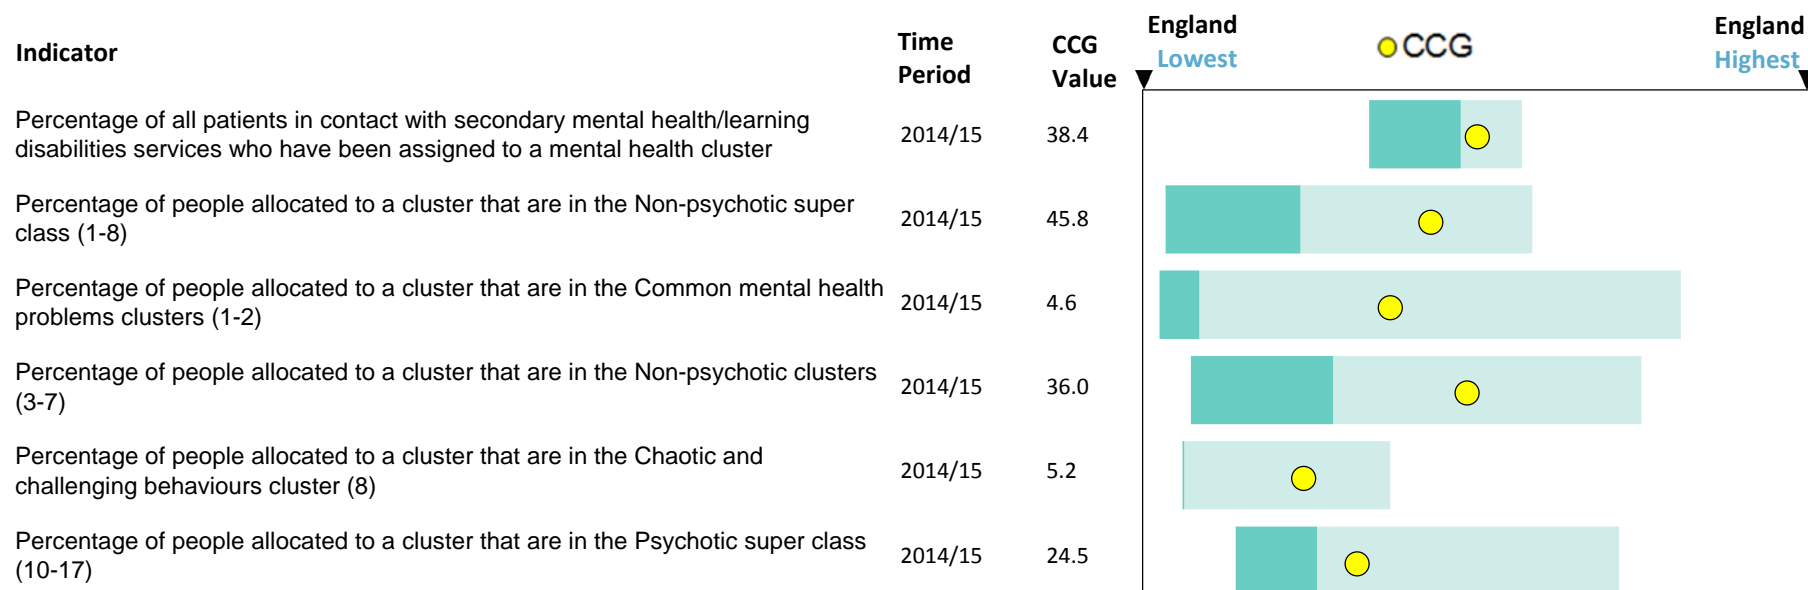 Indicator
Time
Period
CCG
Value
England
Lowest
CCG
England
Highest
Percentage of all patients in contact with secondary mental health/learning
disabilities services who have been assigned to a mental health cluster
2014/15
38.4
Percentage of people allocated to a cluster that are in the Non-psychotic super
class (1-8)
2014/15
45.8
Percentage of people allocated to a cluster that are in the Common mental health
problems clusters (1-2)
2014/15
4.6
Percentage of people allocated to a cluster that are in the Non-psychotic clusters
(3-7)
2014/15
36.0
Percentage of people allocated to a cluster that are in the Chaotic and
challenging behaviours cluster (8)
2014/15
5.2
Percentage of people allocated to a cluster that are in the Psychotic super class
(10-17)
2014/15
24.5